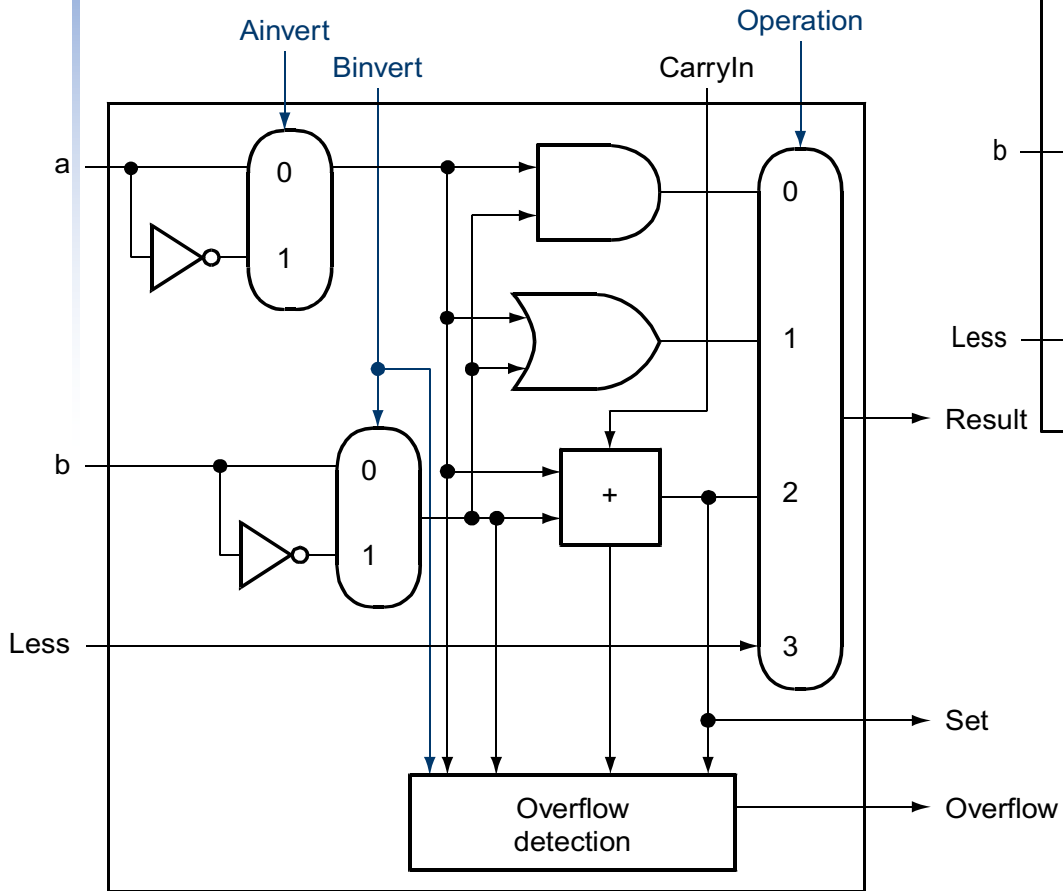 Ainvert
Operation
Binvert
CarryIn
a
0
1
0
b
1
Less
Result
b
0
1
+
2
Less
3
Set
Overflow
detection
Overflow